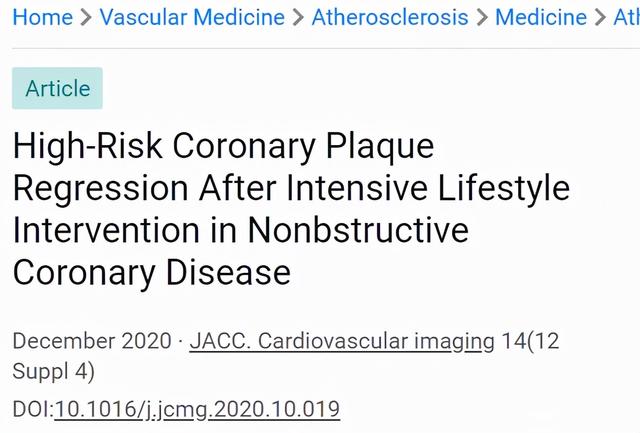 Home > Vascular Medicine > Atherosclerosis > Medicine > Ath
Article
High-Risk Coronary Plaque
Regression After Intensive Lifestyle
Intervention in Nonbstructive
Coronary Disease
December 2020 · JACC. Cardiovascular imaging 14(12
Suppl 4)
DOI:10.1016/j.jcmg.2020.10.019